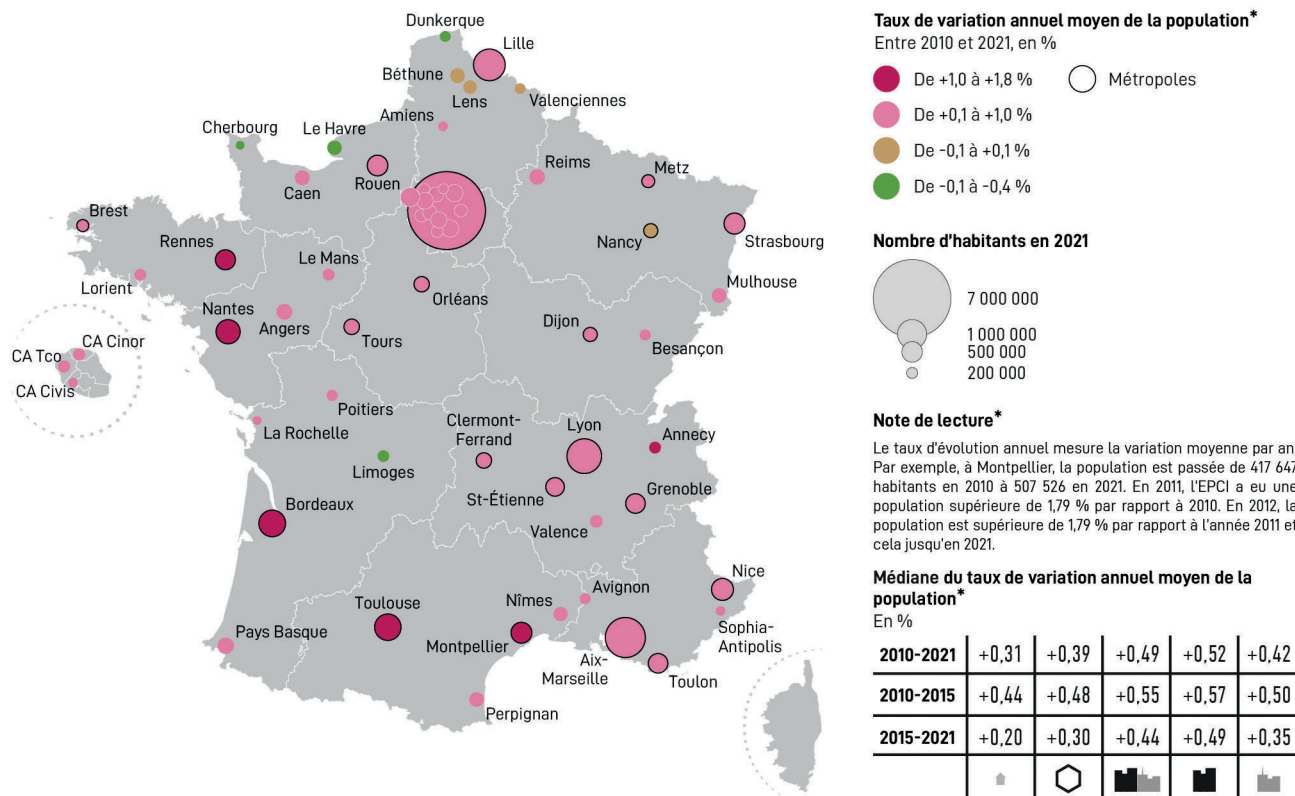 Dunkerque
Lille
Béthune
Lens
Valenciennes
Amiens
Cherbourg
Le Havre
Rouen
Caen
Reims
Metz
Brest
Nancy
Strasbourg
Rennes
Le Mans
Lorient
Orléans
Mulhouse
Nantes
Angers
Tours
Dijon
Besançon
CA Cinor
CA Tco
CA Civis
Poitiers
La Rochelle
Clermont-
Ferrand
Lyon
Annecy
Limoges
St-Étienne
Grenoble
Bordeaux
Valence
Nice
Avignon
Toulouse
Nîmes
Sophia-
Antipolis
Pays Basque
Montpellier
Aix-
Marseille
Toulon
Perpignan
Taux de variation annuel moyen de la population*
Entre 2010 et 2021, en %
De +1,0 à +1,8 %
Métropoles
De +0,1 à +1,0 %
De -0,1 à +0,1 %
De -0,1 à -0,4 %
Nombre d'habitants en 2021
7 000 000
1 000 000
500 000
200 000
Note de lecture*
Le taux d'évolution annuel mesure la variation moyenne par an.
Par exemple, à Montpellier, la population est passée de 417 647
habitants en 2010 à 507 526 en 2021. En 2011, l'EPCI a eu une
population supérieure de 1,79 % par rapport à 2010. En 2012, la
population est supérieure de 1,79 % par rapport à l'année 2011 et
cela jusqu'en 2021.
Médiane du taux de variation annuel moyen de la
population*
En %
2010-2021 +0,31 +0,39 +0,49 +0,52 +0,42
2010-2015 +0,44 +0,48 +0,55 +0,57 +0,50
2015-2021 +0,20 +0,30 +0,44 +0,49 +0,35